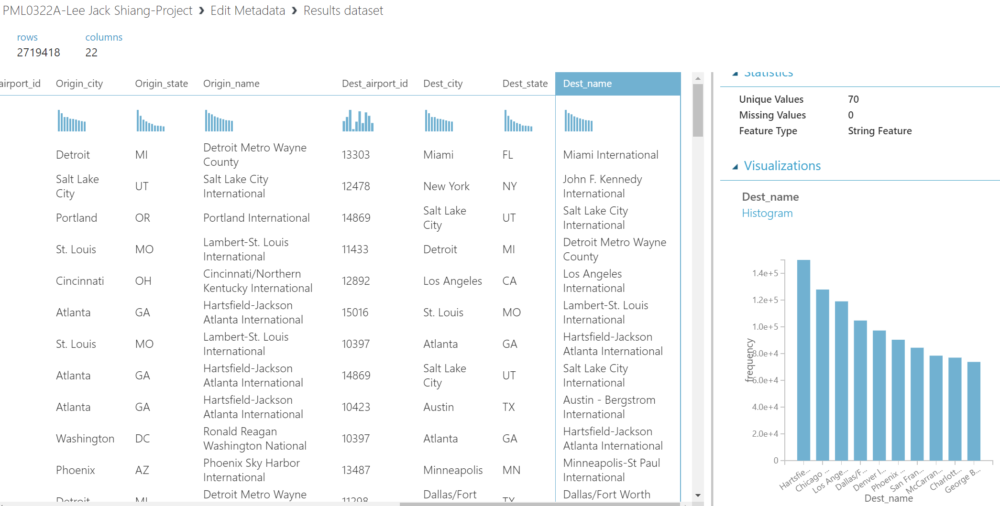 PML0322A-Lee Jack Shiang-Project › Edit Metadata › Results dataset
rows columns
2719418 22
airport_id Origin_city Origin_state Origin_name Dest_airport_id Dest_city Dest_state Dest_name
Detroit MI Detroit Metro Wayne County 13303 Miami FL Miami International
Salt Lake City UT Salt Lake City International 12478 New York NY John F. Kennedy International
Portland OR Portland International 14869 Salt Lake City UT Salt Lake City International
St. Louis MO Lambert-St. Louis International 11433 Detroit MI Detroit Metro Wayne County
Cincinnati OH Cincinnati/Northern Kentucky International 12892 Los Angeles CA Los Angeles International
Atlanta GA Hartsfield-Jackson Atlanta International 15016 St. Louis MO Lambert-St. Louis International
St. Louis MO Lambert-St. Louis International 10397 Atlanta GA Hartsfield-Jackson Atlanta International
Atlanta GA Hartsfield-Jackson Atlanta International 14869 Salt Lake City UT Salt Lake City International
Atlanta GA Hartsfield-Jackson Atlanta International 10423 Austin TX Austin - Bergstrom International
Washington DC Ronald Reagan Washington National 10397 Atlanta GA Hartsfield-Jackson Atlanta International
Phoenix AZ Phoenix Sky Harbor International 13487 Minneapolis MN Minneapolis-St Paul International
Detroit MI Detroit Metro Wayne 11298 Dallas/Fort TX Dallas/Fort Worth
Statistics
Unique Values 70
Missing Values 0
Feature Type String Feature
Visualizations
Dest_name
Histogram
frequency
1.4e+5
1.2e+5
1.0e+5
8.0e+4
6.0e+4
4.0e+4
2.0e+4
0
Hartsfie... Chicago ... Los Ange... Dallas/F... Denver I... Phoenix ... San Fran... McCarran... Charlott... George B...
Dest_name